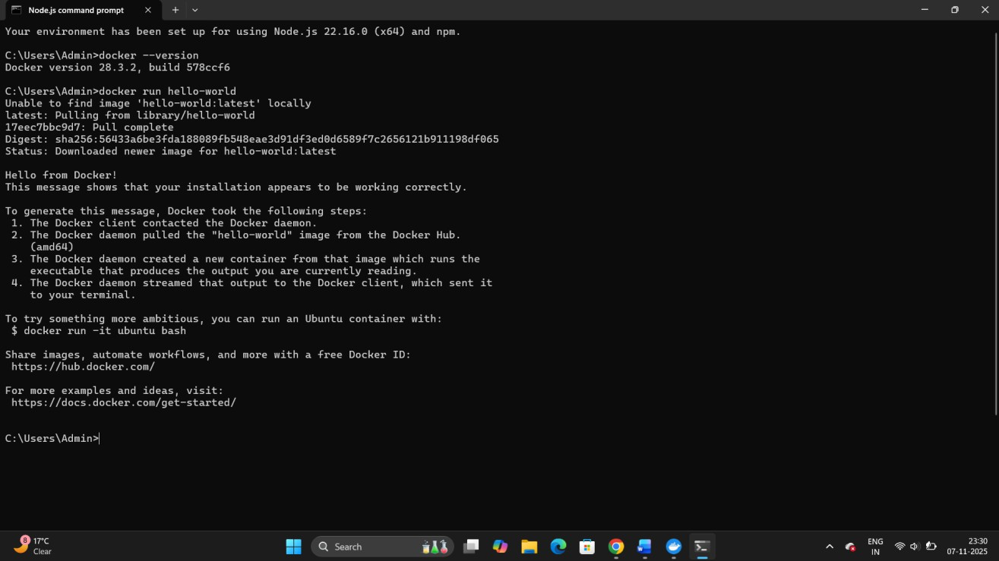 Node.js command prompt
Your environment has been set up for using Node.js 22.16.0 (x64) and npm.
C:\Users\Admin>docker --version
Docker version 28.3.2, build 578ccf6
C:\Users\Admin>docker run hello-world
Unable to find image 'hello-world:latest' locally
latest: Pulling from library/hello-world
17eec7bbc9d7: Pull complete
Digest: sha256:56433a6be3fda188089fb548eae3d91df3ed0d6589f7c2656121b911198df065
Status: Downloaded newer image for hello-world:latest
Hello from Docker!
This message shows that your installation appears to be working correctly.
To generate this message, Docker took the following steps:
1. The Docker client contacted the Docker daemon.
2. The Docker daemon pulled the "hello-world" image from the Docker Hub.
(amd64)
3. The Docker daemon created a new container from that image which runs the
executable that produces the output you are currently reading.
4. The Docker daemon streamed that output to the Docker client, which sent it
to your terminal.
To try something more ambitious, you can run an Ubuntu container with:
$ docker run -it ubuntu bash
Share images, automate workflows, and more with a free Docker ID:
https://hub.docker.com/
For more examples and ideas, visit:
https://docs.docker.com/get-started/
C:\Users\Admin>
8
17°C
Clear
Search
ENG
IN
23:30
07-11-2025